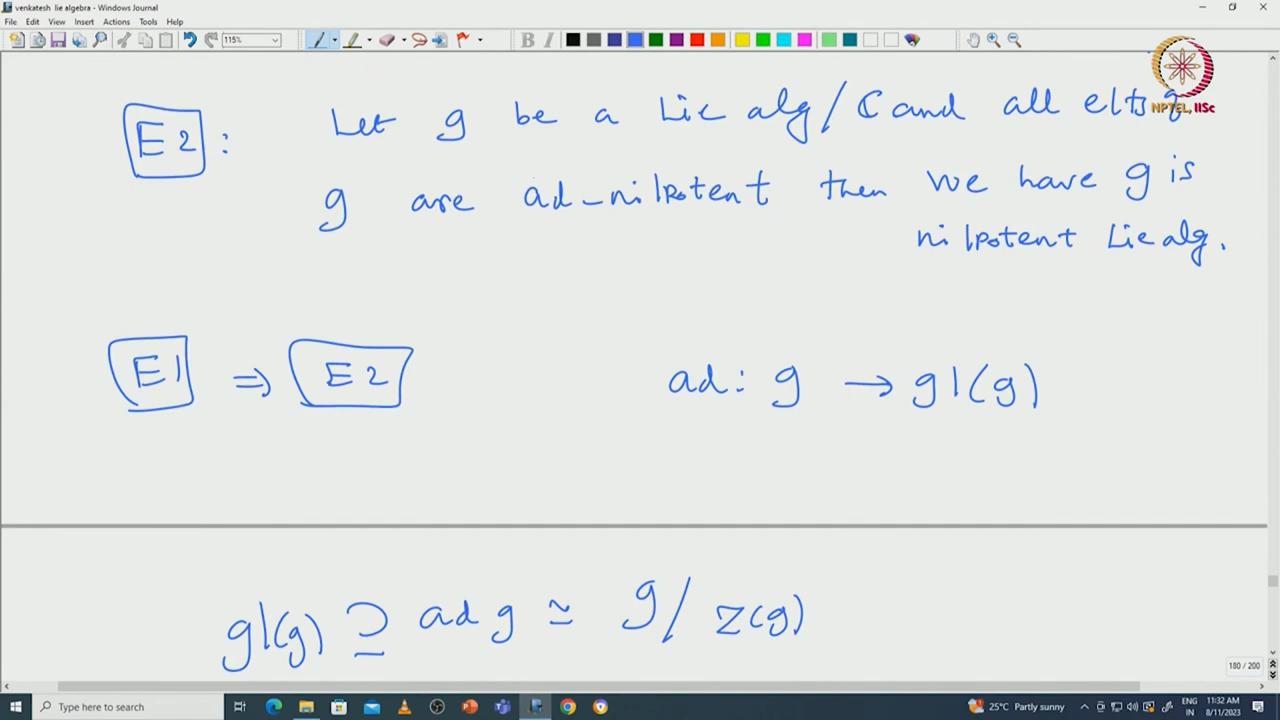 venkatesh lie algebra - Windows Journal
File Edit View Insert Actions Tools Help
115%
NPTEL, IISc
E2 : Let g be a Lie alg/C and all elts of
g are ad-nilpotent then we have g is
nilpotent Lie alg.
E1 ⇒ E2 ad: g → gl(g)
gl(g) ⊇ ad g ≃ g/z(g)
180 / 200
Type here to search
25°C Partly sunny
ENG
IN
11:32 AM
8/11/2023